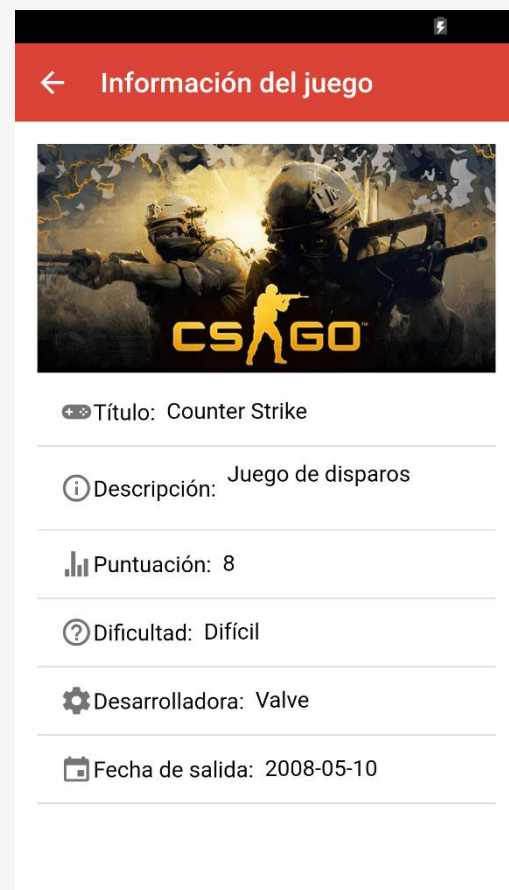 Información del juego
CS GO
Título: Counter Strike
Descripción: Juego de disparos
Puntuación: 8
Dificultad: Difícil
Desarrolladora: Valve
Fecha de salida: 2008-05-10